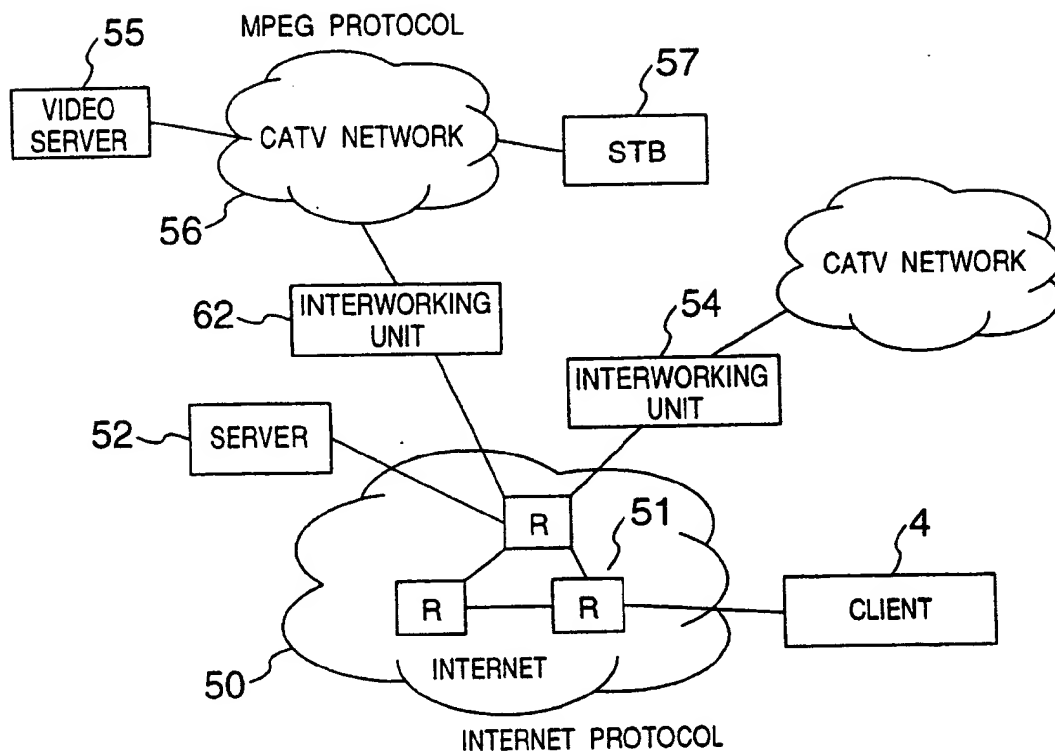 MPEG PROTOCOL
55
57
VIDEO
SERVER
CATV NETWORK
STB
56
CATV NETWORK
62
INTERWORKING
UNIT
54
INTERWORKING
UNIT
52
SERVER
R
51
4
R
R
CLIENT
INTERNET
50
INTERNET PROTOCOL